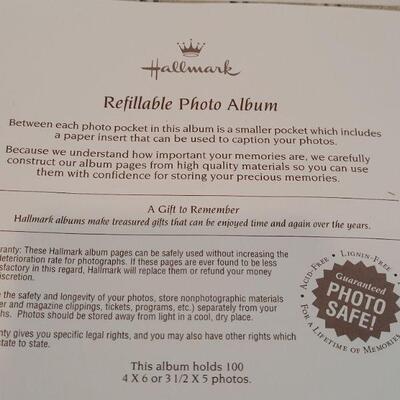 Hallmark
Refillable Photo Album
Between each photo pocket in this album is a smaller pocket which includes
a paper insert that can be used to caption your photos.
Because we understand how important your memories are, we carefully
construct our album pages from high quality materials so you can use
them with confidence for storing your precious memories.
A Gift to Remember
Hallmark albums make treasured gifts that can be enjoyed time and again over the years.
ranty: These Hallmark album pages can be safely used without increasing the
deterioration rate for photographs. If these pages are ever found to be less
sfactory in this regard, Hallmark will replace them or refund your money
iscretion.
e the safety and longevity of your photos, store nonphotographic materials
er and magazine clippings, tickets, programs, etc.) separately from your
hs. Photos should be stored away from light in a cool, dry place.
nty gives you specific legal rights, and you may also have other rights which
state to state.
• ACID-FREE • LIGNIN-FREE •
Guaranteed
PHOTO
SAFE!
FOR A LIFETIME OF MEMORIES
This album holds 100
4 X 6 or 3 1/2 X 5 photos.